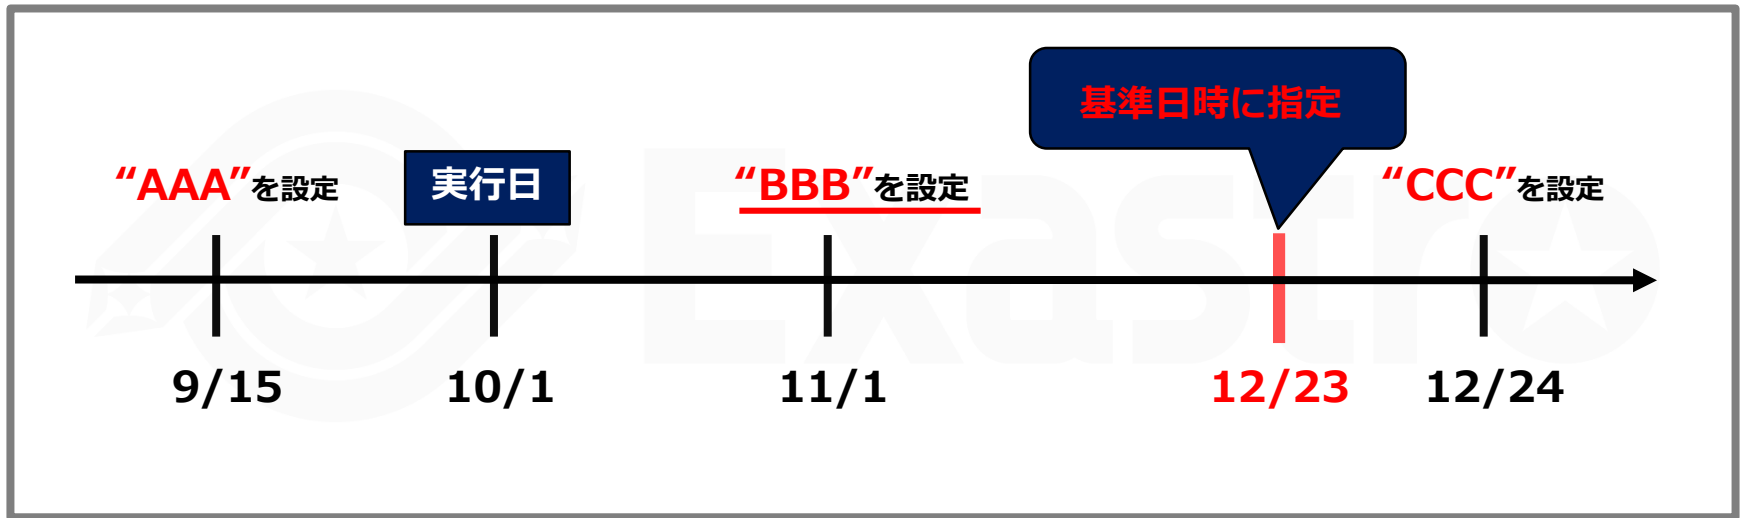 基準日時に指定
“AAA”を設定
実行日
“BBB”を設定
“CCC”を設定
Exastro
9/15
10/1
11/1
12/23
12/24